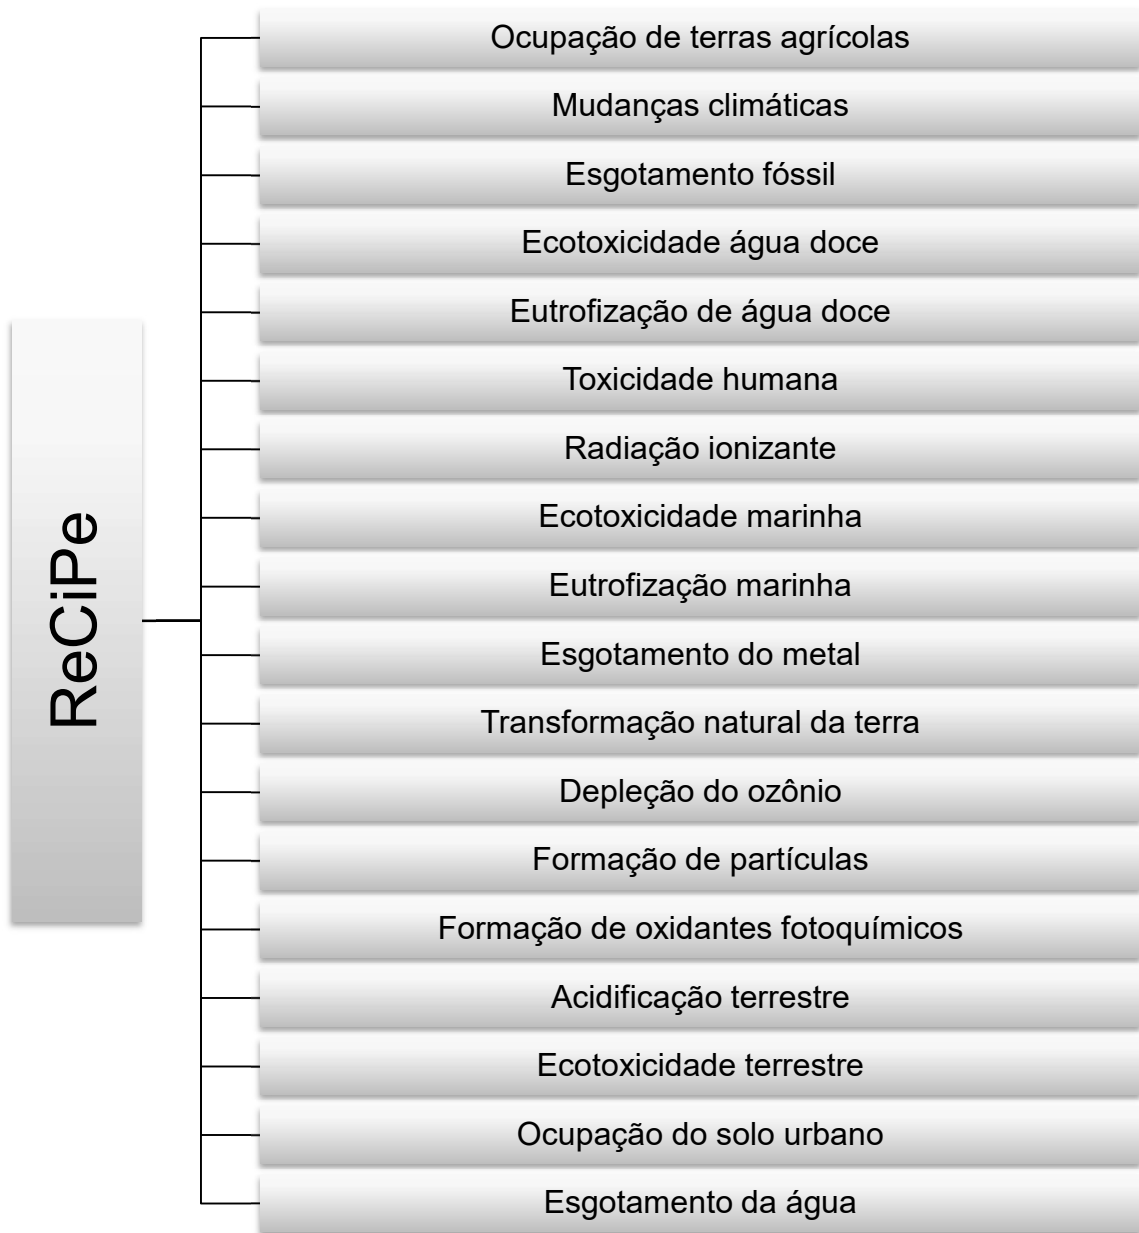 ReCiPe
Ocupação de terras agrícolas
Mudanças climáticas
Esgotamento fóssil
Ecotoxicidade água doce
Eutrofização de água doce
Toxicidade humana
Radiação ionizante
Ecotoxicidade marinha
Eutrofização marinha
Esgotamento do metal
Transformação natural da terra
Depleção do ozônio
Formação de partículas
Formação de oxidantes fotoquímicos
Acidificação terrestre
Ecotoxicidade terrestre
Ocupação do solo urbano
Esgotamento da água